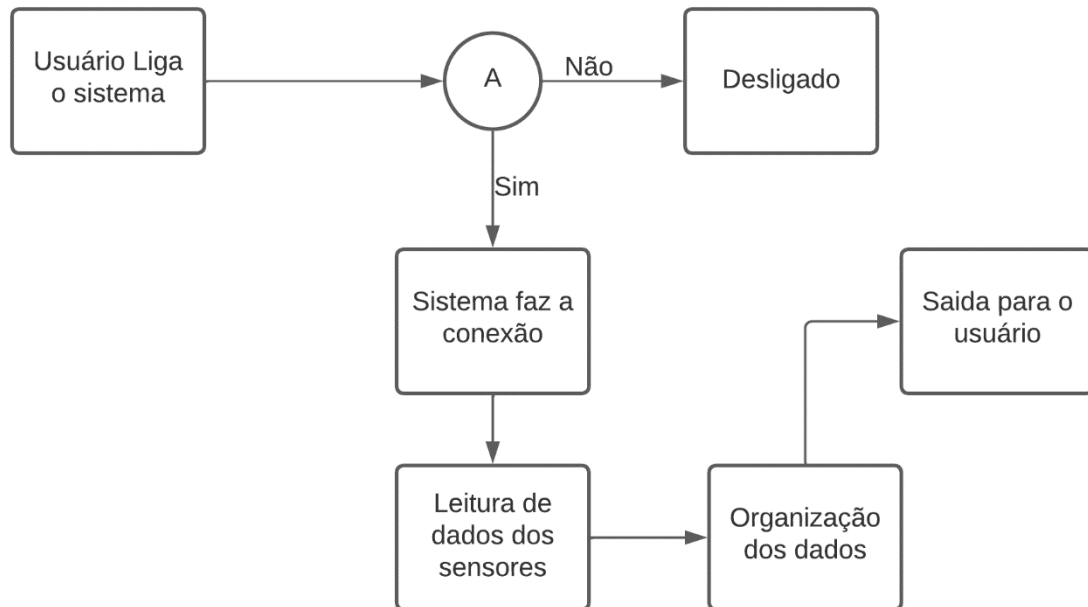 Usuário Liga
o sistema
A
Não
Desligado
Sim
Sistema faz a
conexão
Saida para o
usuário
Leitura de
dados dos
sensores
Organização
dos dados